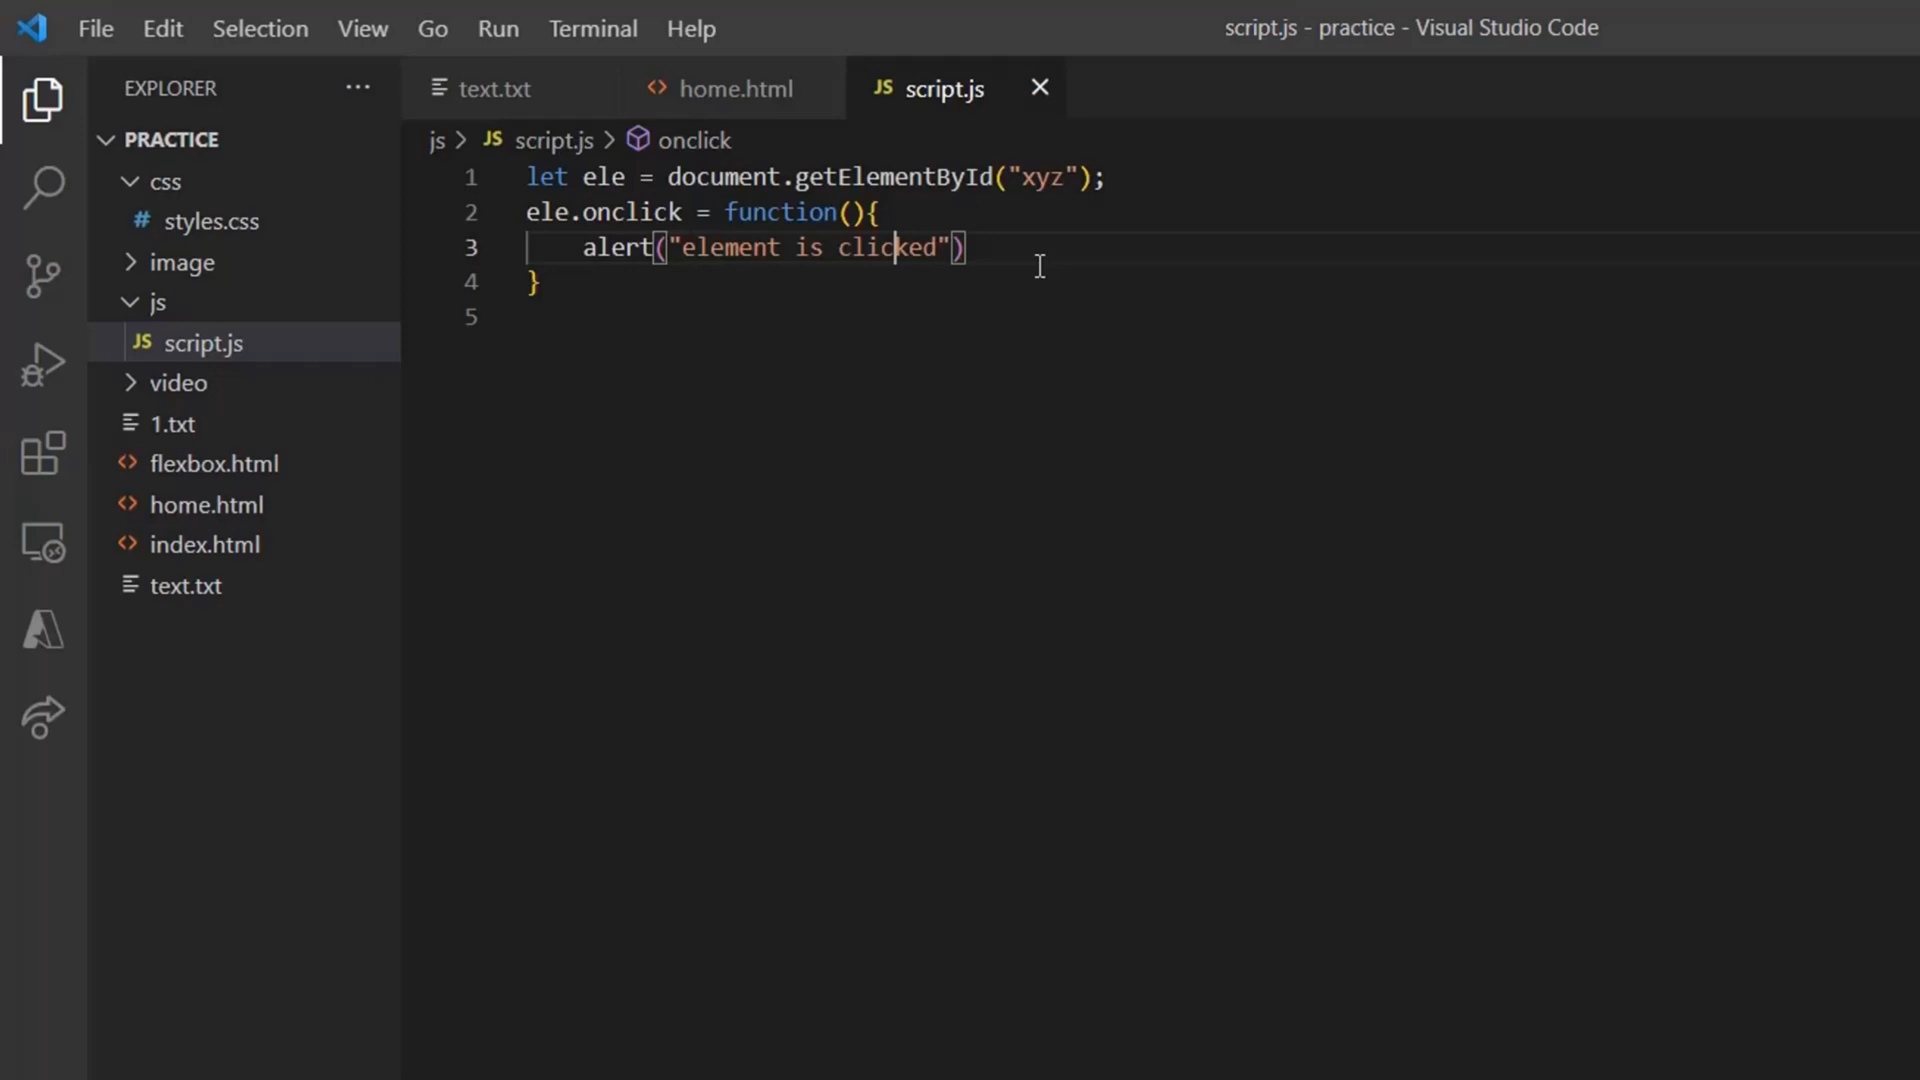 File Edit Selection View Go Run Terminal Help script.js - practice - Visual Studio Code
EXPLORER ···
PRACTICE
css
# styles.css
image
js
JS script.js
video
1.txt
flexbox.html
home.html
index.html
text.txt
text.txt <> home.html JS script.js
js > JS script.js > onclick
1 let ele = document.getElementById("xyz");
2 ele.onclick = function(){
3 alert("element is clicked")
4 }
5